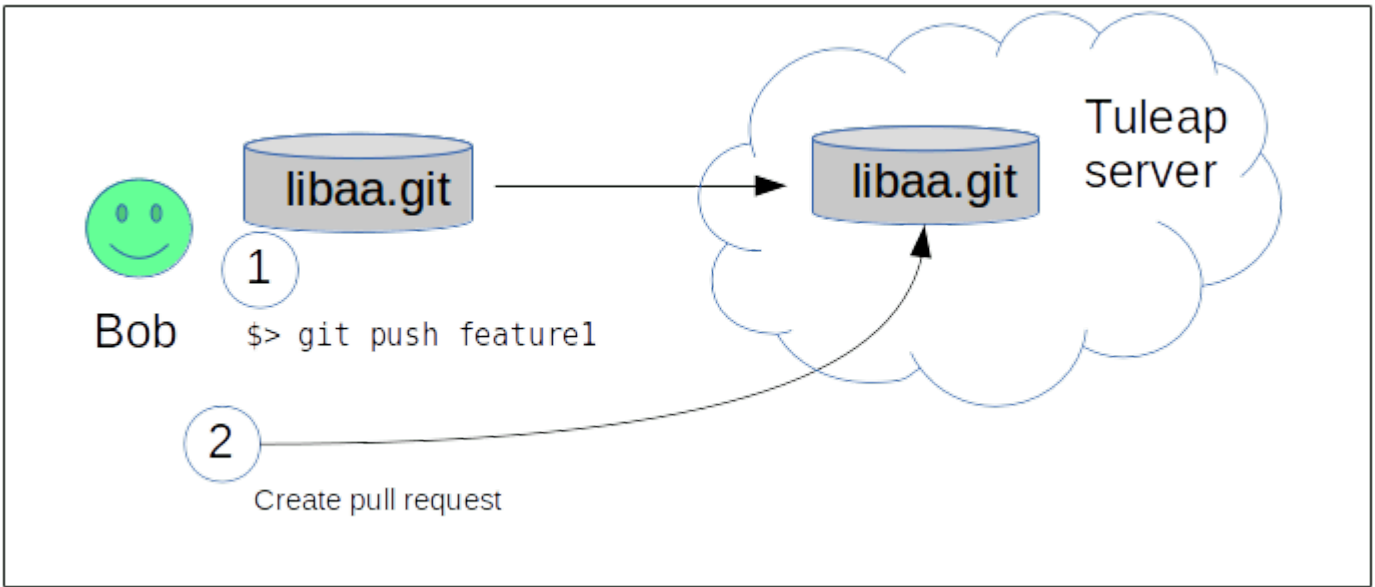 Tuleap
server
libaa.git
libaa.git
1
Bob
$> git push feature1
2
Create pull request